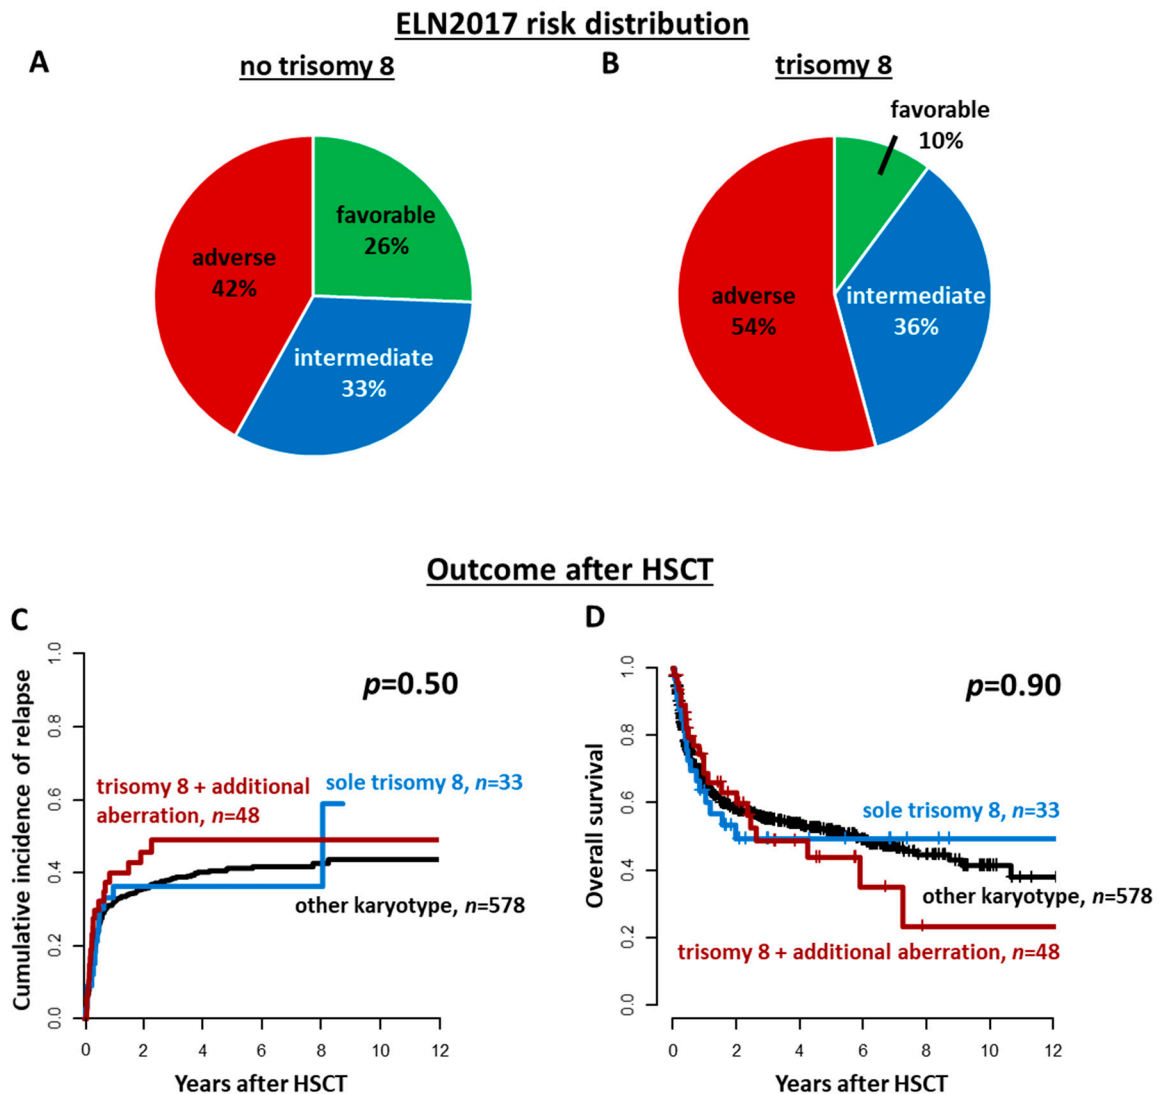 ELN2017 risk distribution
A
no trisomy 8
B
trisomy 8
favorable
26%
adverse
42%
intermediate
33%
favorable
10%
adverse
54%
intermediate
36%
Outcome after HSCT
C
Cumulative incidence of relapse
1.0
0.8
0.6
0.4
0.2
0.0
p=0.50
trisomy 8 + additional
aberration, n=48
sole trisomy 8, n=33
other karyotype, n=578
0 2 4 6 8 10 12
Years after HSCT
D
Overall survival
1.0
0.8
0.6
0.4
0.2
0.0
p=0.90
sole trisomy 8, n=33
other karyotype, n=578
trisomy 8 + additional aberration, n=48
0 2 4 6 8 10 12
Years after HSCT